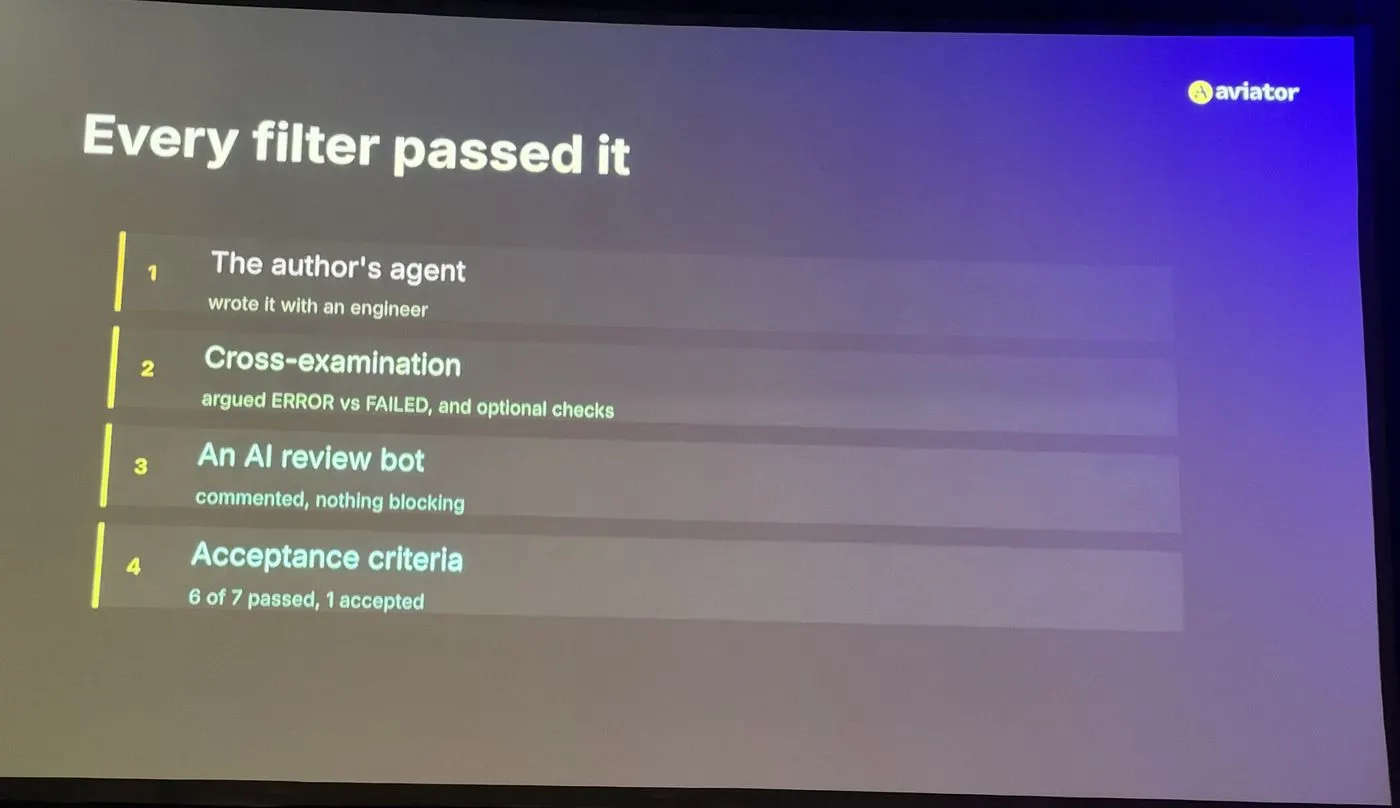 aviator
Every filter passed it
1
The author's agent
wrote it with an engineer
2
Cross-examination
argued ERROR vs FAILED, and optional checks
3
An AI review bot
commented, nothing blocking
4
Acceptance criteria
6 of 7 passed, 1 accepted